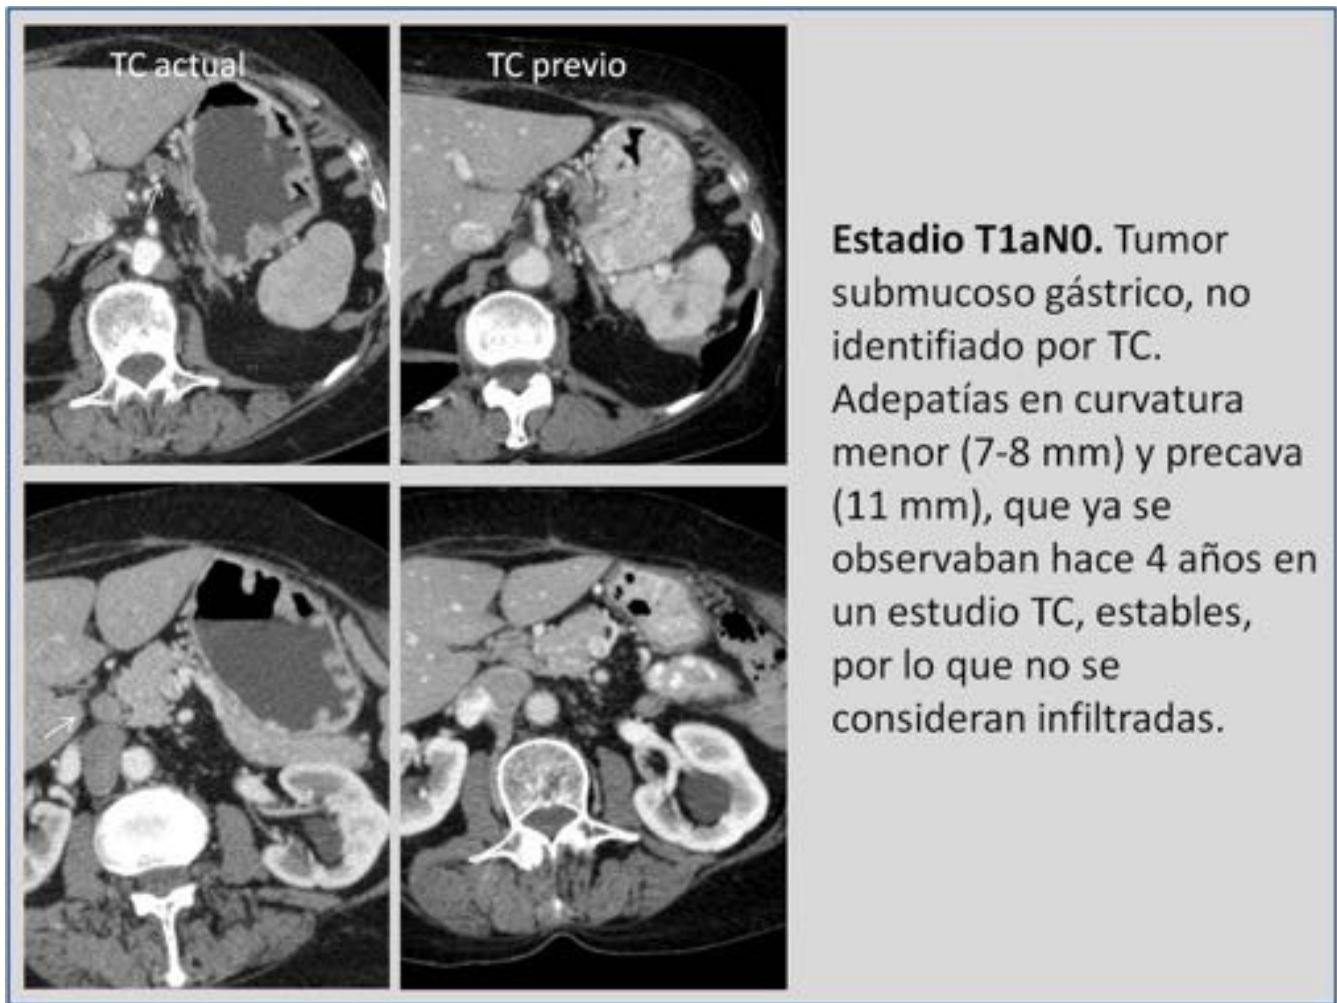 TC actual
TC previo
Estadio T1aN0. Tumor
submucoso gástrico, no
identifiado por TC.
Adepatías en curvatura
menor (7-8 mm) y precava
(11 mm), que ya se
observaban hace 4 años en
un estudio TC, estables,
por lo que no se
consideran infiltradas.